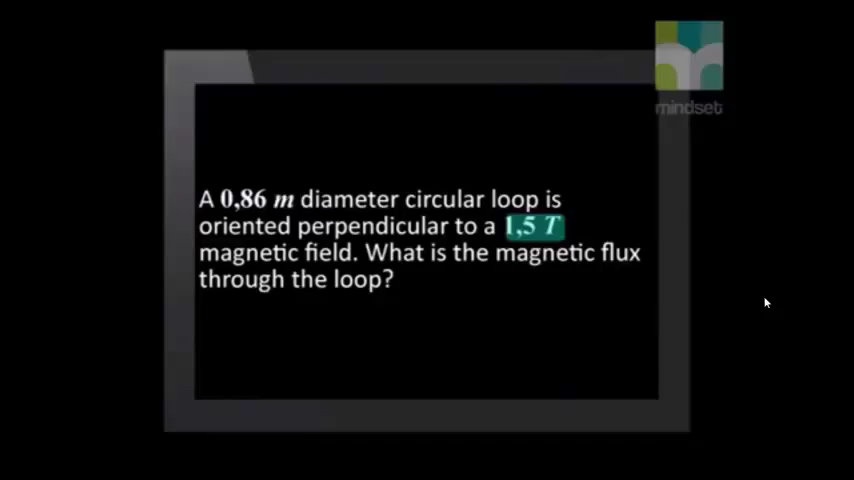 mindset
A 0,86 m diameter circular loop is
oriented perpendicular to a 1,5 T
magnetic field. What is the magnetic flux
through the loop?